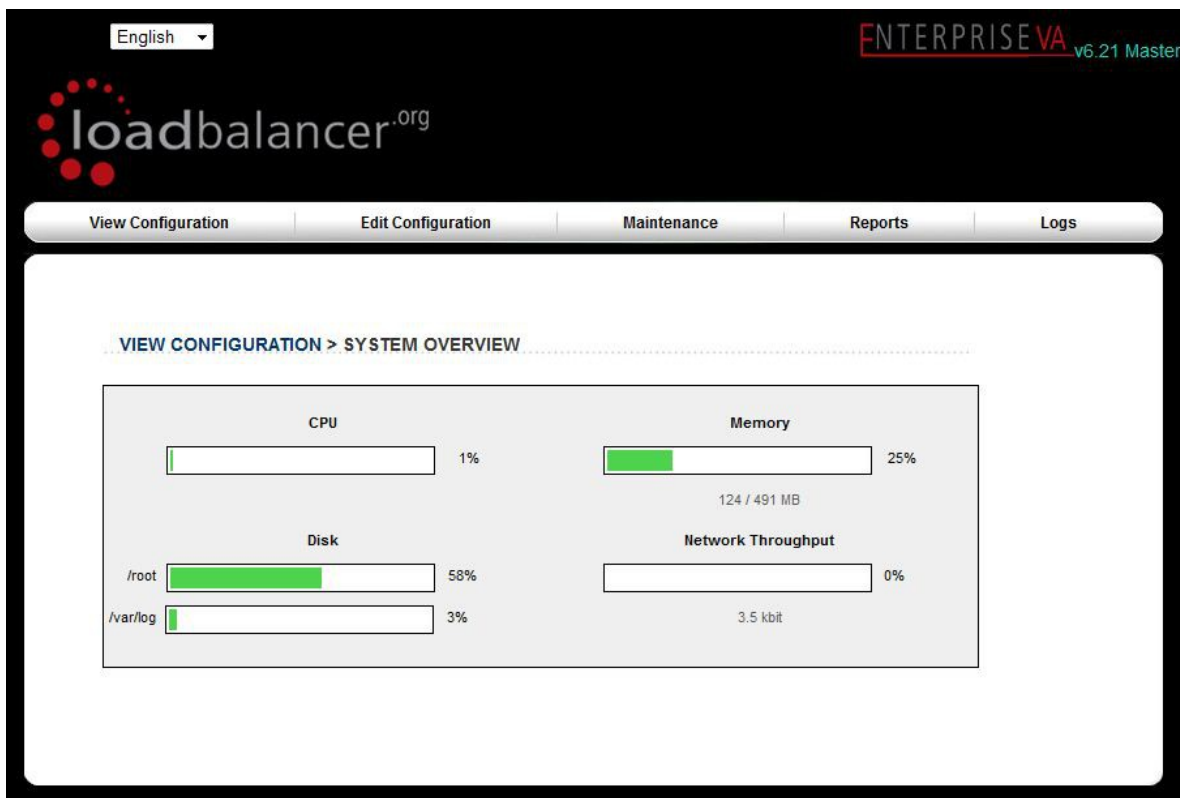 English
ENTERPRISE VA v6.21 Master
loadbalancer.org
View Configuration Edit Configuration Maintenance Reports Logs
VIEW CONFIGURATION > SYSTEM OVERVIEW
CPU Memory
1% 25%
124 / 491 MB
Disk Network Throughput
/root 58% 0%
/var/log 3% 3.5 kbit